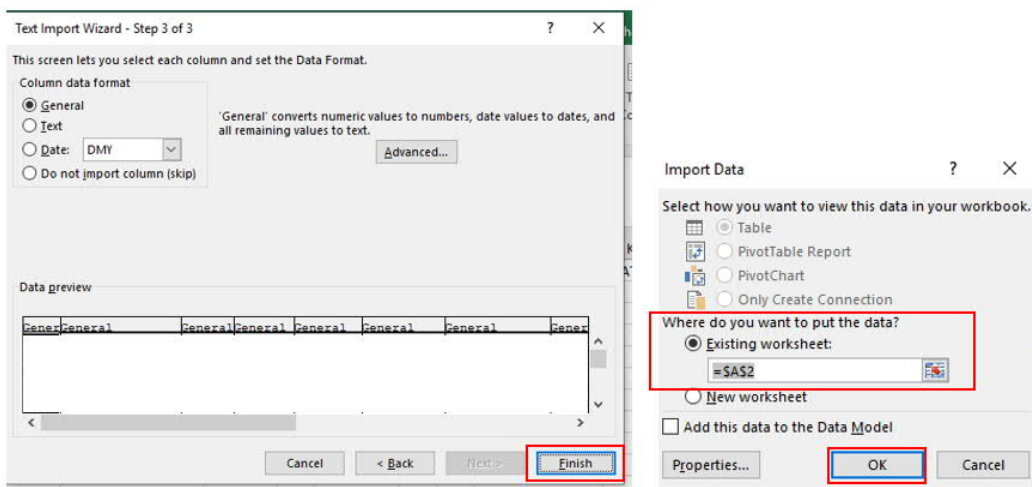 Text Import Wizard - Step 3 of 3
?
This screen lets you select each column and set the Data Format.
Column data format
General
Text
Date: DMY
Do not import column (skip)
'General' converts numeric values to numbers, date values to dates, and
all remaining values to text.
Advanced...
Data preview
Gener General General General General General General Gener
Cancel
< Back
Next >
Finish
Import Data
?
Select how you want to view this data in your workbook.
Table
PivotTable Report
PivotChart
Only Create Connection
Where do you want to put the data?
Existing worksheet:
=$A$2
New worksheet
Add this data to the Data Model
Properties...
OK
Cancel